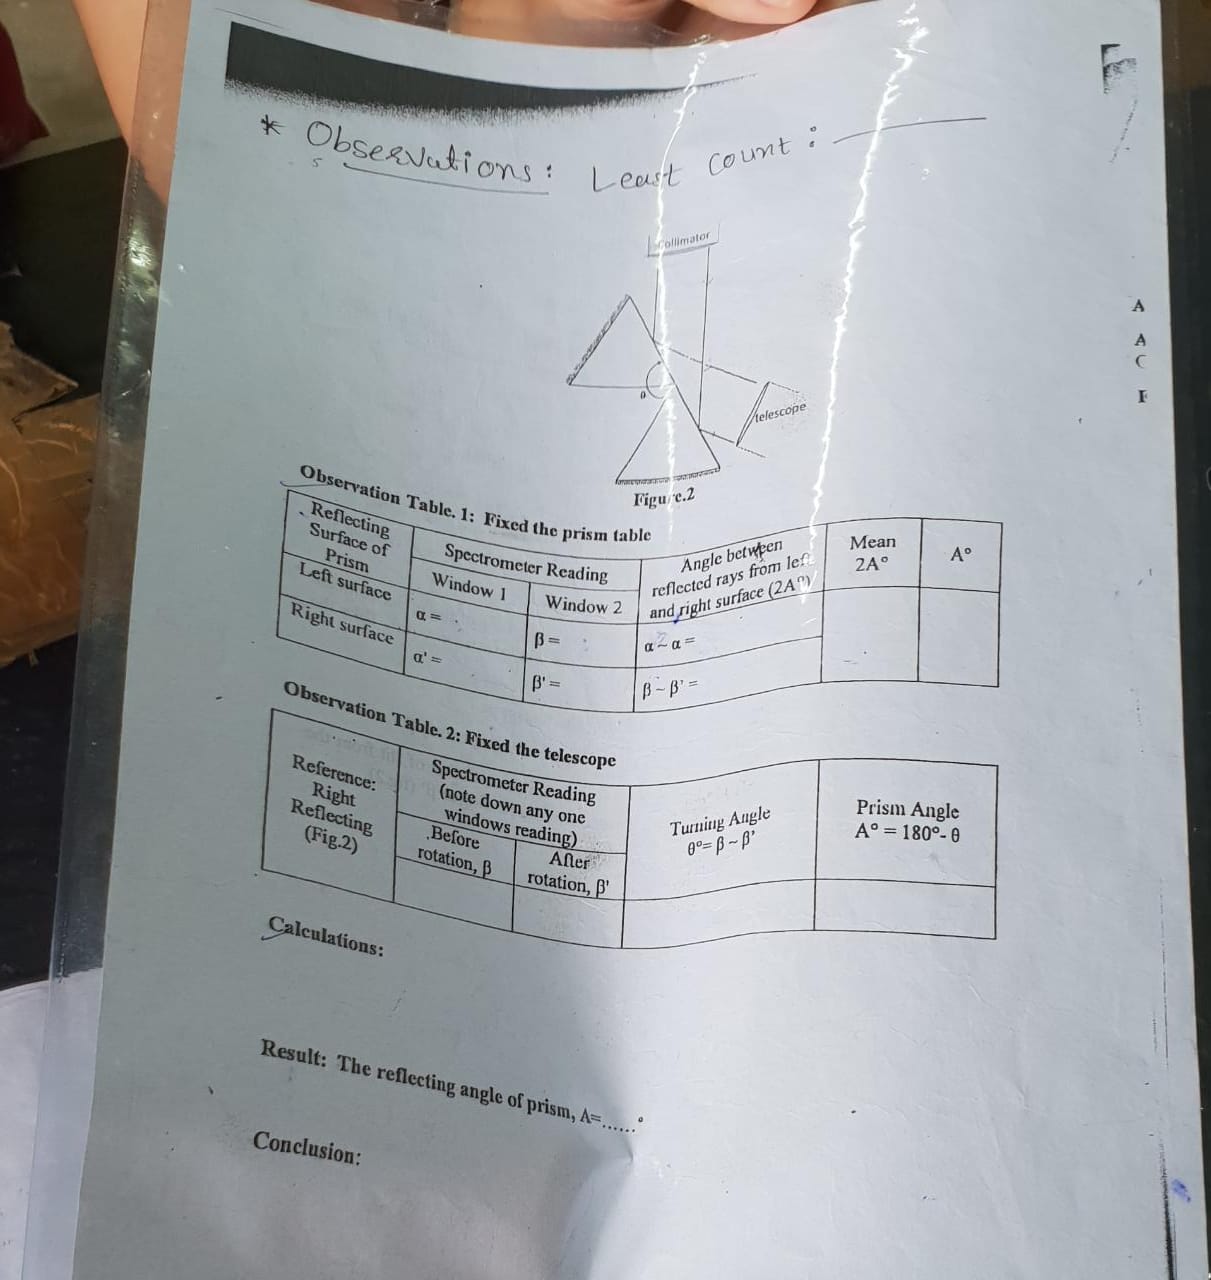 * Observations: Least count :
Collimator
θ
telescope
Figure.2
Observation Table. 1: Fixed the prism table
Reflecting Surface of Prism
Spectrometer Reading
Window 1
Window 2
Angle between reflected rays from left and right surface (2A°)
Mean 2A°
A°
Left surface
α =
β =
α ~ α =
Right surface
α' =
β' =
β ~ β' =
Observation Table. 2: Fixed the telescope
Reference: Right Reflecting (Fig.2)
Spectrometer Reading (note down any one windows reading)
Before rotation, β
After rotation, β'
Turning Angle
θ°= β ~ β'
Prism Angle
A° = 180°- θ
Calculations:
Result: The reflecting angle of prism, A=......°
Conclusion:
A
A
C